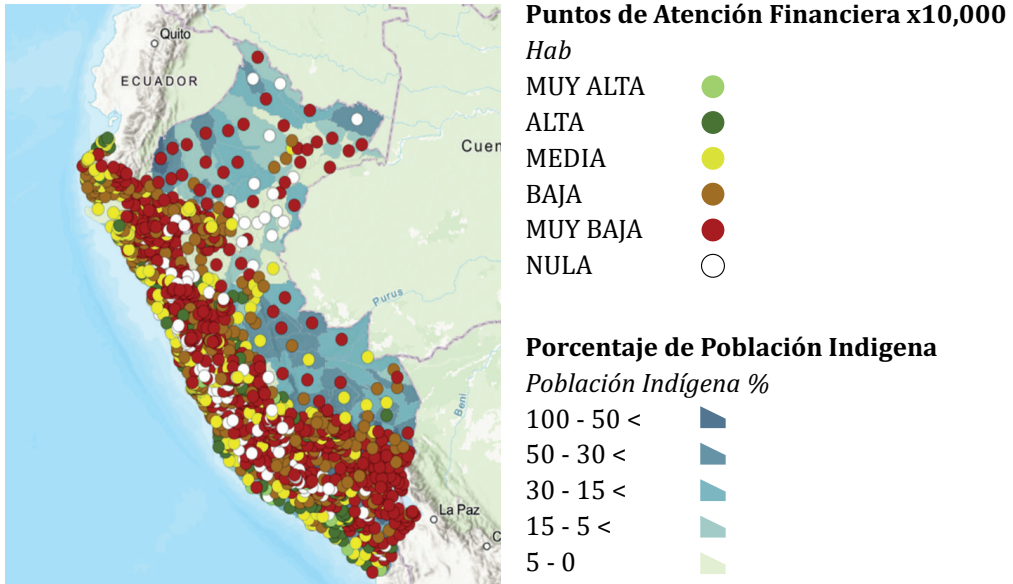 Quito
ECUADOR
Cuen
Purus
Beni
La Paz
C
Puntos de Atención Financiera x10,000
Hab
MUY ALTA
ALTA
MEDIA
BAJA
MUY BAJA
NULA
Porcentaje de Población Indigena
Población Indígena %
100 - 50 <
50 - 30 <
30 - 15 <
15 - 5 <
5 - 0